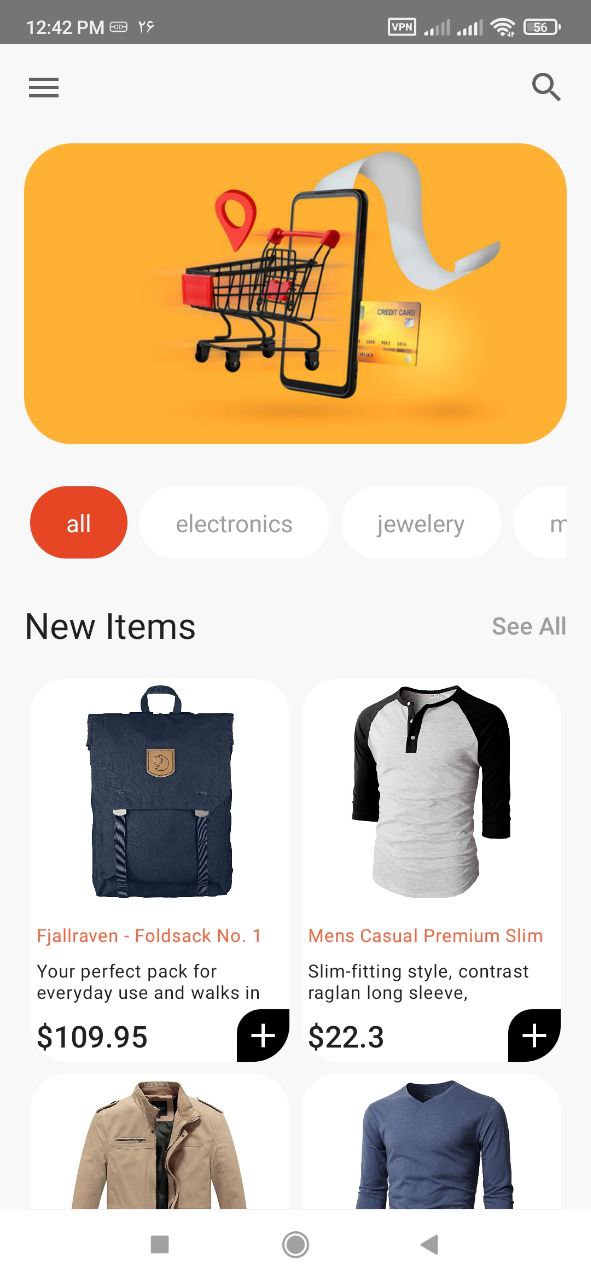 12:42 PM ۲۶ VPN 56
CREDIT CARD
all electronics jewelery m
New Items See All
Fjallraven - Foldsack No. 1
Your perfect pack for
everyday use and walks in
$109.95
Mens Casual Premium Slim
Slim-fitting style, contrast
raglan long sleeve,
$22.3